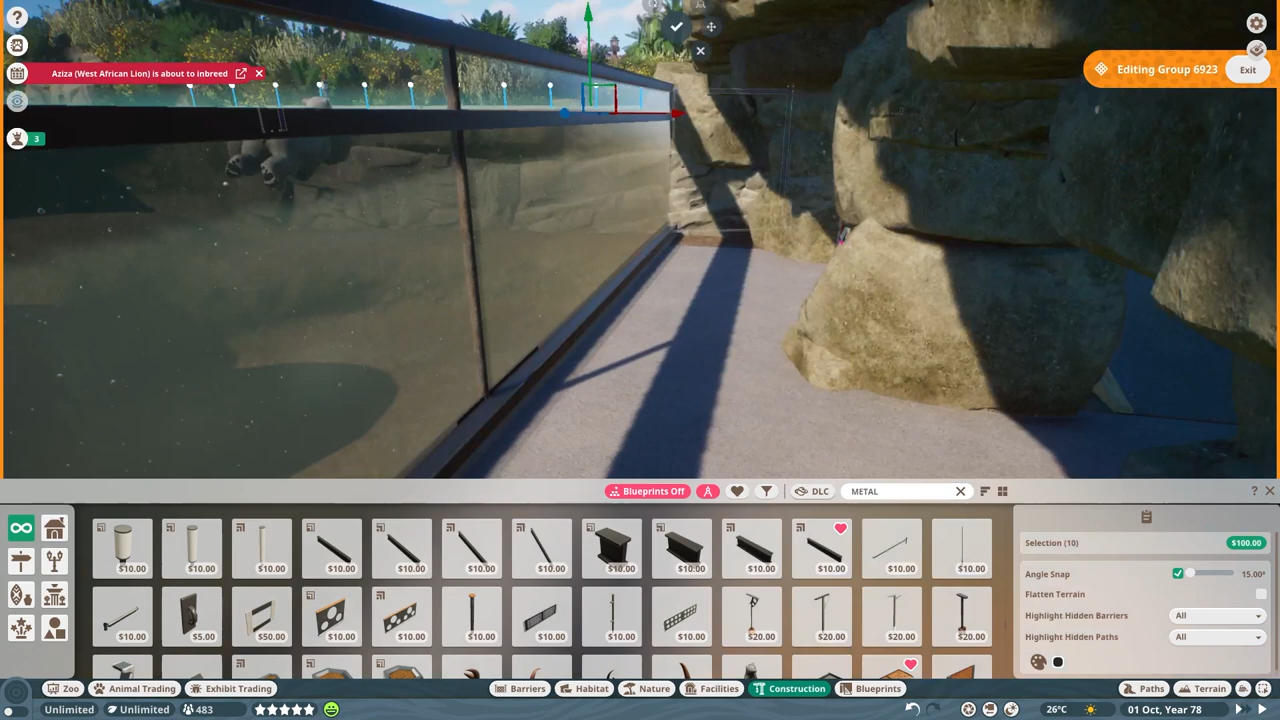 ?
Aziza (West African Lion) is about to inbreed
Editing Group 6923
Exit
3
Blueprints Off
DLC
METAL
?
$10.00 $10.00 $10.00 $10.00 $10.00 $10.00 $10.00 $10.00 $10.00 $10.00 $10.00 $10.00 $10.00
$10.00 $5.00 $50.00 $10.00 $10.00 $10.00 $10.00 $10.00 $10.00 $20.00 $20.00 $20.00 $20.00
Selection (10)
$100.00
Angle Snap
15.00°
Flatten Terrain
Highlight Hidden Barriers
All
Highlight Hidden Paths
All
Zoo
Animal Trading
Exhibit Trading
Barriers
Habitat
Nature
Facilities
Construction
Blueprints
Paths
Terrain
Unlimited
Unlimited
483
26°C
01 Oct, Year 78